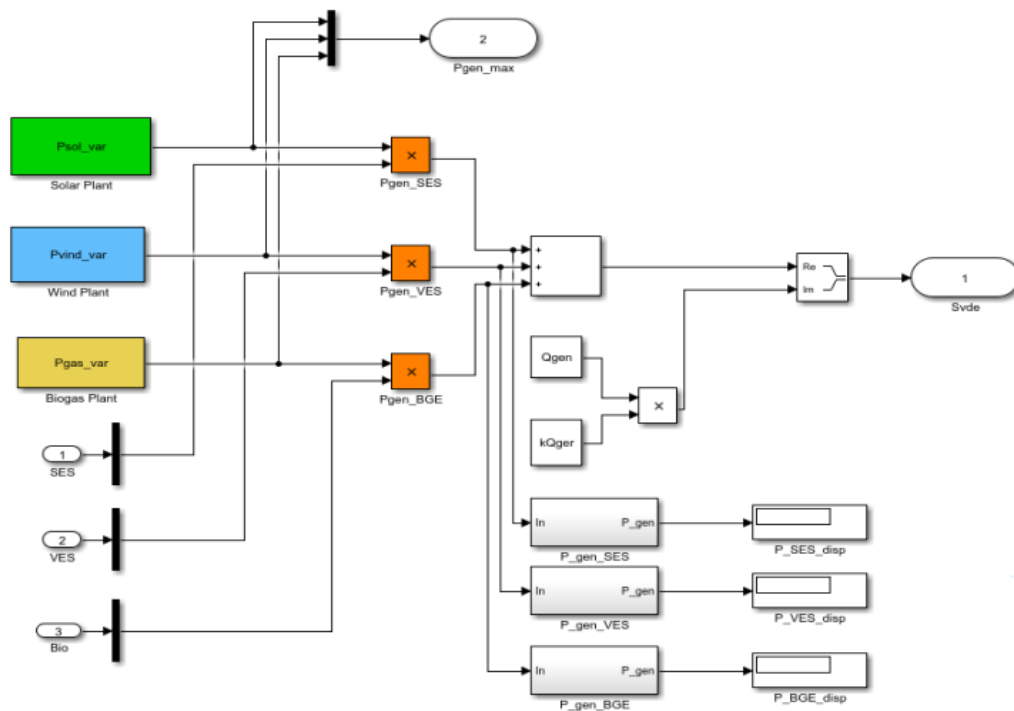 2
Pgen_max
Psol_var
Solar Plant
×
Pgen_SES
Pvind_var
Wind Plant
×
Pgen_VES
+
+
+
Re
Im
1
Svde
Pgas_var
Biogas Plant
×
Pgen_BGE
Qgen
kQger
×
1
SES
2
VES
3
Bio
In
P_gen
P_gen_SES
P_SES_disp
In
P_gen
P_gen_VES
P_VES_disp
In
P_gen
P_gen_BGE
P_BGE_disp